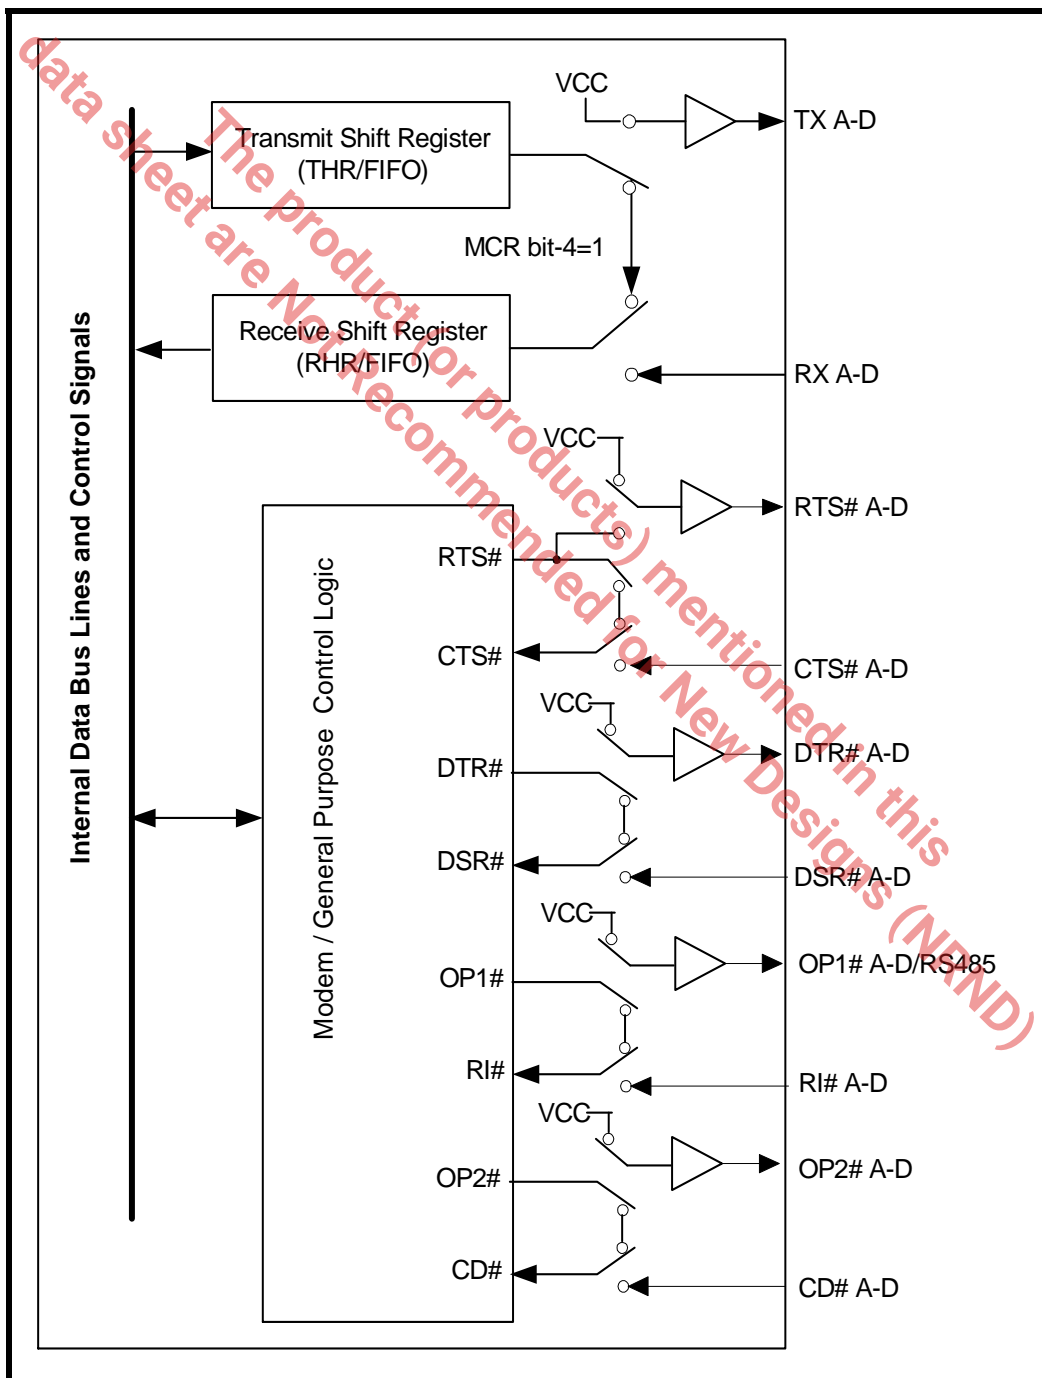 VCC
TX A-D
Transmit Shift Register
(THR/FIFO)
MCR bit-4=1
Receive Shift Register
(RHR/FIFO)
RX A-D
Internal Data Bus Lines and Control Signals
VCC
RTS# A-D
Modem / General Purpose Control Logic
RTS#
CTS#
CTS# A-D
VCC
DTR# A-D
DTR#
DSR#
DSR# A-D
VCC
OP1# A-D/RS485
OP1#
RI#
RI# A-D
VCC
OP2# A-D
OP2#
CD#
CD# A-D
The product (or products) mentioned in this
data sheet are Not Recommended for New Designs (NRND)